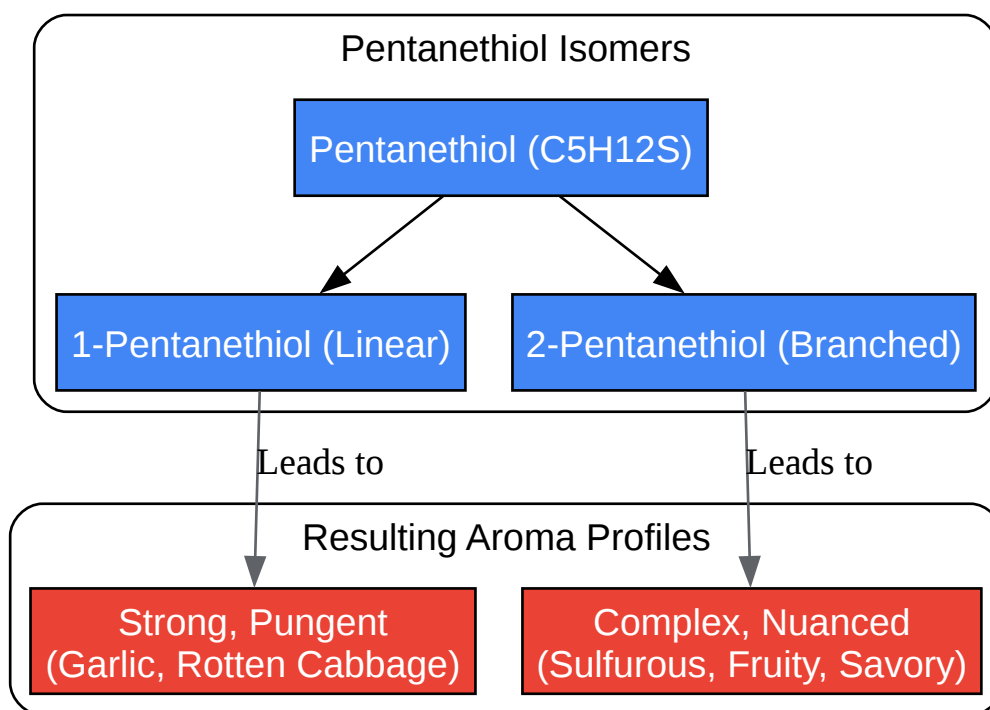 Pentanethiol Isomers
Pentanethiol (C5H12S)
1-Pentanethiol (Linear)
2-Pentanethiol (Branched)
Leads to
Leads to
Resulting Aroma Profiles
Strong, Pungent
(Garlic, Rotten Cabbage)
Complex, Nuanced
(Sulfurous, Fruity, Savory)